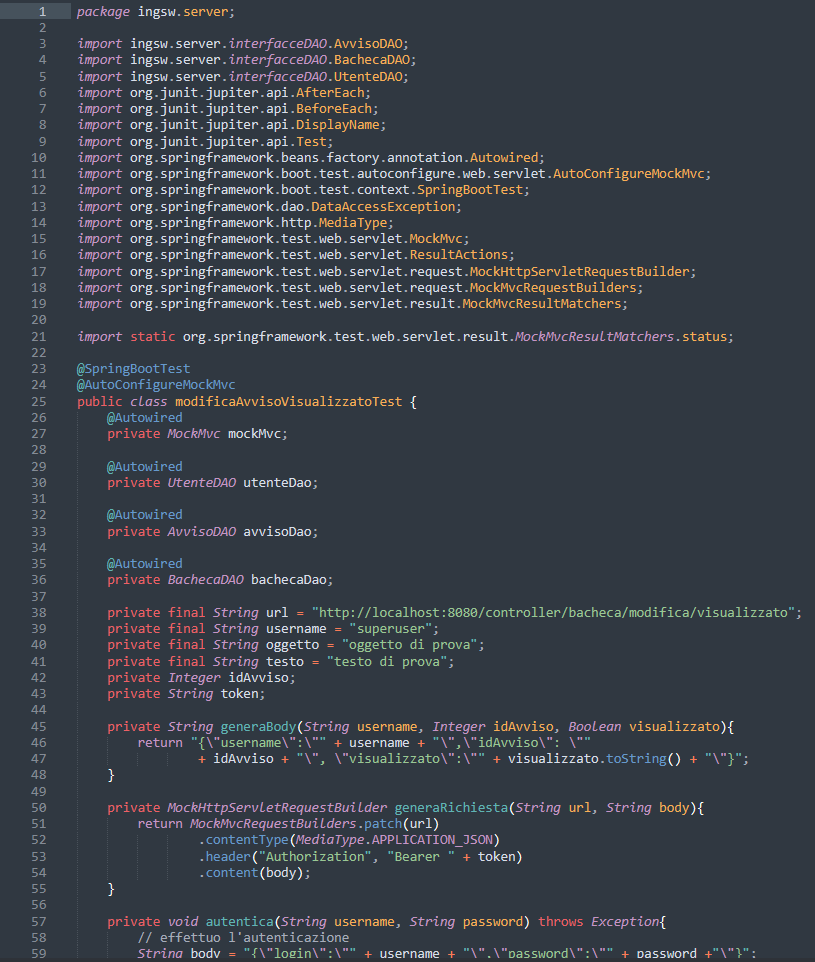 1 package ingsw.server;
2
3 import ingsw.server.interfacceDAO.AvvisoDAO;
4 import ingsw.server.interfacceDAO.BachecaDAO;
5 import ingsw.server.interfacceDAO.UtenteDAO;
6 import org.junit.jupiter.api.AfterEach;
7 import org.junit.jupiter.api.BeforeEach;
8 import org.junit.jupiter.api.DisplayName;
9 import org.junit.jupiter.api.Test;
10 import org.springframework.beans.factory.annotation.Autowired;
11 import org.springframework.boot.test.autoconfigure.web.servlet.AutoConfigureMockMvc;
12 import org.springframework.boot.test.context.SpringBootTest;
13 import org.springframework.dao.DataAccessException;
14 import org.springframework.http.MediaType;
15 import org.springframework.test.web.servlet.MockMvc;
16 import org.springframework.test.web.servlet.ResultActions;
17 import org.springframework.test.web.servlet.request.MockHttpServletRequestBuilder;
18 import org.springframework.test.web.servlet.request.MockMvcRequestBuilders;
19 import org.springframework.test.web.servlet.result.MockMvcResultMatchers;
20
21 import static org.springframework.test.web.servlet.result.MockMvcResultMatchers.status;
22
23 @SpringBootTest
24 @AutoConfigureMockMvc
25 public class modificaAvvisoVisualizzatoTest {
26     @Autowired
27     private MockMvc mockMvc;
28
29     @Autowired
30     private UtenteDAO utenteDao;
31
32     @Autowired
33     private AvvisoDAO avvisoDao;
34
35     @Autowired
36     private BachecaDAO bachecaDao;
37
38     private final String url = "http://localhost:8080/controller/bacheca/modifica/visualizzato";
39     private final String username = "superuser";
40     private final String oggetto = "oggetto di prova";
41     private final String testo = "testo di prova";
42     private Integer idAvviso;
43     private String token;
44
45     private String generaBody(String username, Integer idAvviso, Boolean visualizzato){
46         return "{\"username\":\"" + username + "\",\"idAvviso\": \""
47                 + idAvviso + "\", \"visualizzato\":\"" + visualizzato.toString() + "\"}";
48     }
49
50     private MockHttpServletRequestBuilder generaRichiesta(String url, String body){
51         return MockMvcRequestBuilders.patch(url)
52                 .contentType(MediaType.APPLICATION_JSON)
53                 .header("Authorization", "Bearer " + token)
54                 .content(body);
55     }
56
57     private void autentica(String username, String password) throws Exception{
58         // effettuo l'autenticazione
59         String body = "{\"login\":\"" + username + "\",\"password\":\"" + password +"\"}";